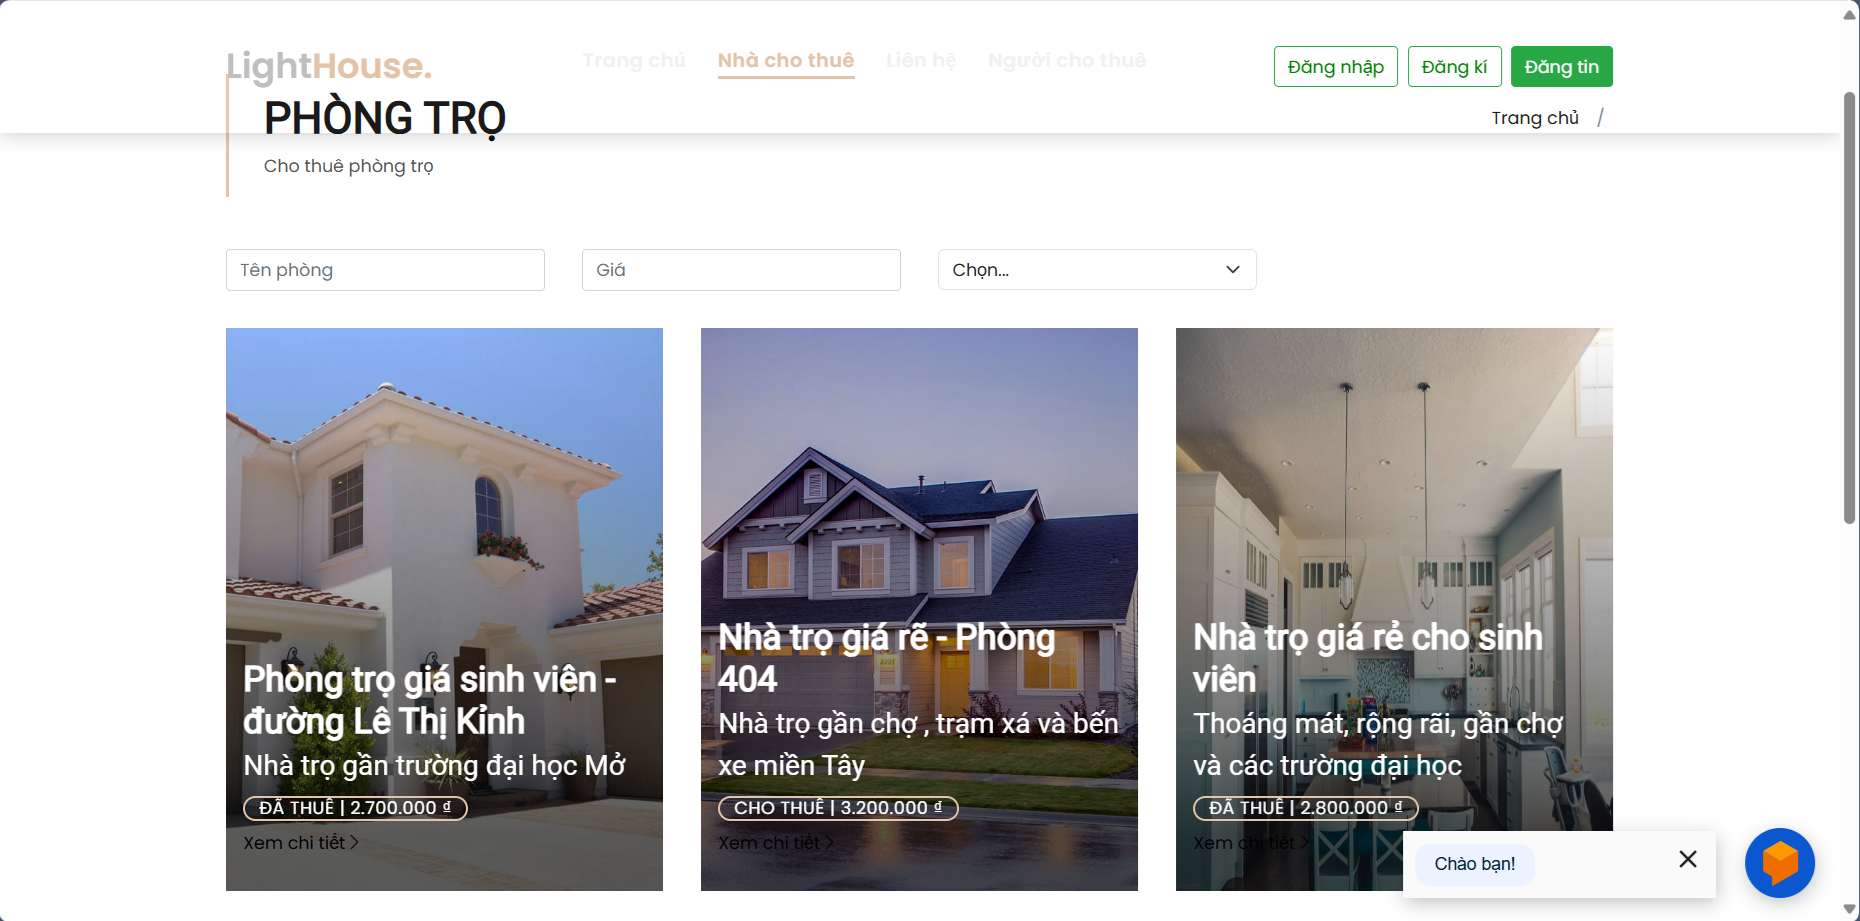 LightHouse.
Trang chủ Nhà cho thuê Liên hệ Người cho thuê
Đăng nhập Đăng kí Đăng tin
PHÒNG TRỌ
Trang chủ /
Cho thuê phòng trọ
Tên phòng
Giá
Chọn...
Phòng trọ giá sinh viên -
đường Lê Thị Kỉnh
Nhà trọ gần trường đại học Mở
ĐÃ THUÊ | 2.700.000 ₫
Xem chi tiết
Nhà trọ giá rẽ - Phòng
404
Nhà trọ gần chợ , trạm xá và bến
xe miền Tây
CHO THUÊ | 3.200.000 ₫
Xem chi tiết
Nhà trọ giá rẻ cho sinh
viên
Thoáng mát, rộng rãi, gần chợ
và các trường đại học
ĐÃ THUÊ | 2.800.000 ₫
Xem chi tiết
Chào bạn!